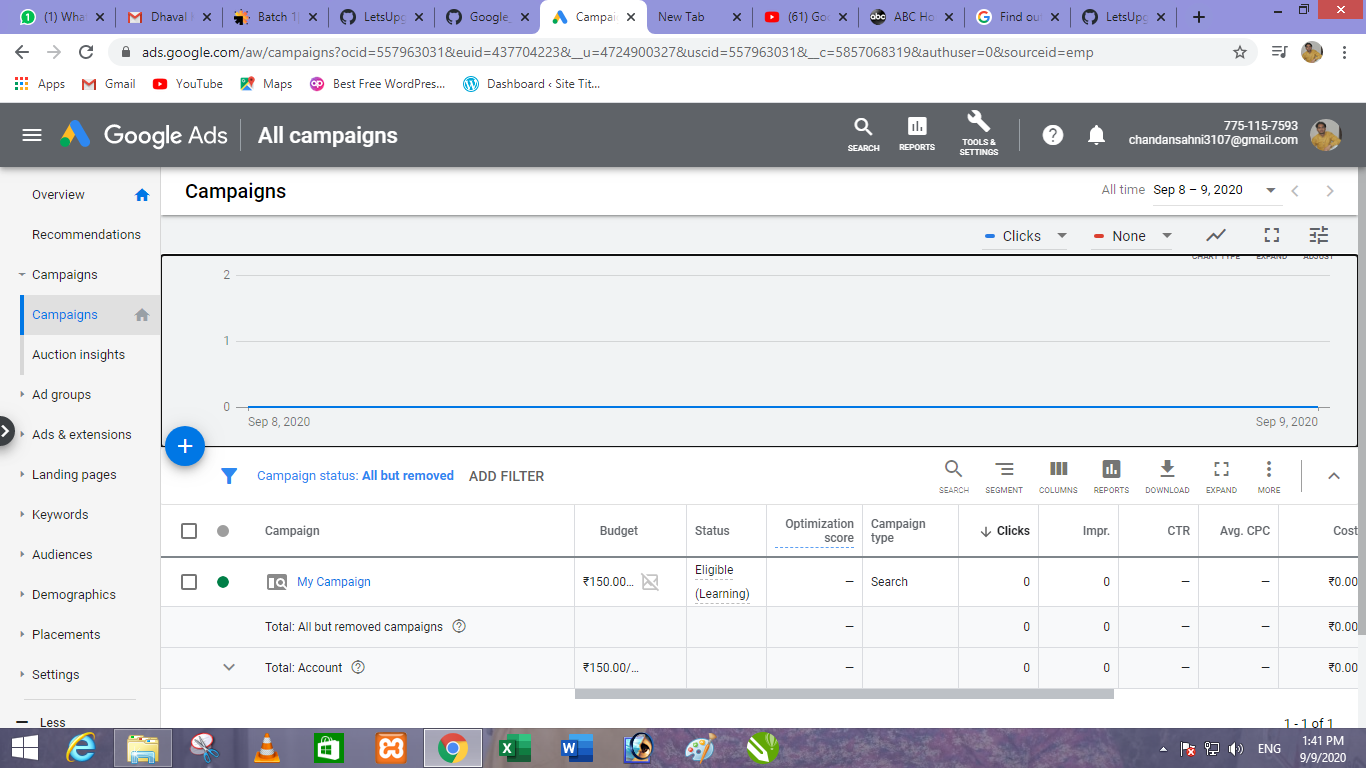 (1) What
Dhaval
Batch 1
LetsUpg
Google_
Campai
New Tab
(61) Goo
ABC Ho
Find ou
LetsUpg
ads.google.com/aw/campaigns?ocid=557963031&euid=437704223&__u=4724900327&uscid=557963031&__c=5857068319&authuser=0&sourceid=emp
Apps
Gmail
YouTube
Maps
Best Free WordPres...
Dashboard ‹ Site Tit...
Google Ads
All campaigns
SEARCH
REPORTS
TOOLS &
SETTINGS
775-115-7593
chandansahni3107@gmail.com
Overview
Recommendations
Campaigns
Campaigns
Auction insights
Ad groups
Ads & extensions
Landing pages
Keywords
Audiences
Demographics
Placements
Settings
Less
Campaigns
All time Sep 8 – 9, 2020
Clicks
None
CHART TYPE
EXPAND
ADJUST
2
1
0
Sep 8, 2020
Sep 9, 2020
Campaign status: All but removed
ADD FILTER
SEARCH
SEGMENT
COLUMNS
REPORTS
DOWNLOAD
EXPAND
MORE
Campaign
Budget
Status
Optimization
score
Campaign
type
Clicks
Impr.
CTR
Avg. CPC
Cost
My Campaign
₹150.00...
Eligible
(Learning)
—
Search
0
0
—
—
₹0.00
Total: All but removed campaigns
—
0
0
—
—
₹0.00
Total: Account
₹150.00/...
—
0
0
—
—
₹0.00
1 - 1 of 1
ENG
1:41 PM
9/9/2020